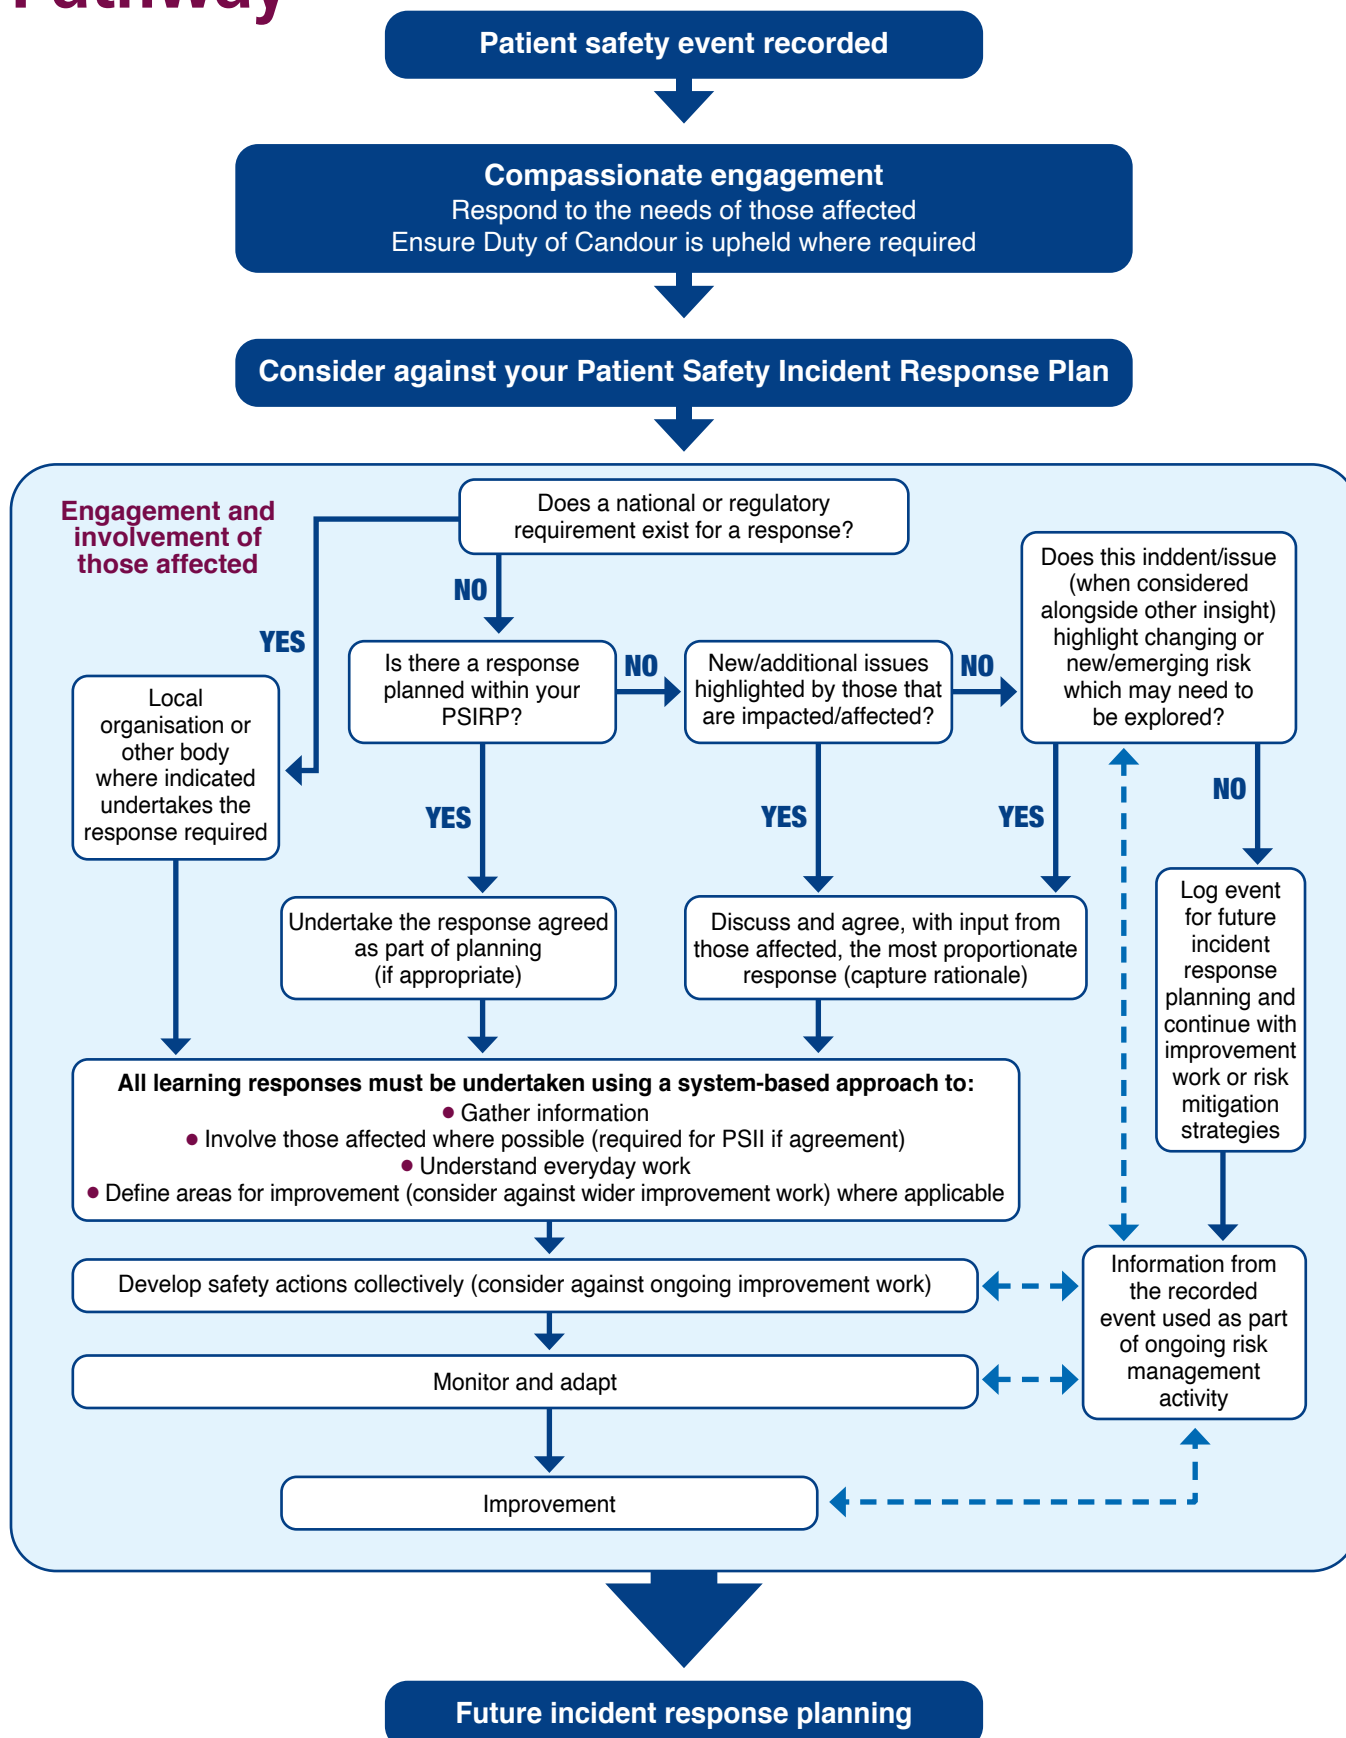 Pathway
Patient safety event recorded
Compassionate engagement
Respond to the needs of those affected
Ensure Duty of Candour is upheld where required
Consider against your Patient Safety Incident Response Plan
Engagement and
involvement of
those affected
Does a national or regulatory
requirement exist for a response?
NO
YES
Is there a response
planned within your
PSIRP?
NO
New/additional issues
highlighted by those that
are impacted/affected?
NO
Does this inddent/issue
(when considered
alongside other insight)
highlight changing or
new/emerging risk
which may need to
be explored?
Local
organisation or
other body
where indicated
undertakes the
response required
YES
YES
YES
NO
Undertake the response agreed
as part of planning
(if appropriate)
Discuss and agree, with input from
those affected, the most proportionate
response (capture rationale)
Log event
for future
incident
response
planning and
continue with
improvement
work or risk
mitigation
strategies
All learning responses must be undertaken using a system-based approach to:
● Gather information
● Involve those affected where possible (required for PSII if agreement)
● Understand everyday work
● Define areas for improvement (consider against wider improvement work) where applicable
Develop safety actions collectively (consider against ongoing improvement work)
Information from
the recorded
event used as part
of ongoing risk
management
activity
Monitor and adapt
Improvement
Future incident response planning